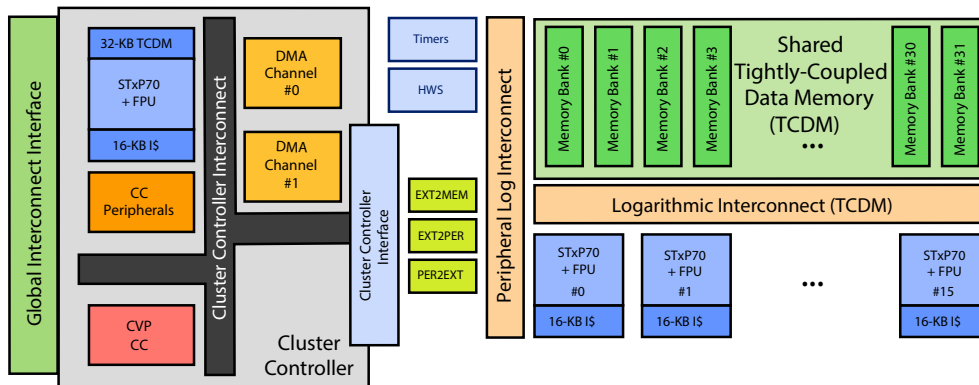 Global Interconnect Interface
32-KB TCDM
STxP70
+ FPU
16-KB I$
CC
Peripherals
CVP
CC
Cluster Controller Interconnect
DMA
Channel
#0
DMA
Channel
#1
Cluster
Controller
Cluster Controller
Interface
Timers
HWS
EXT2MEM
EXT2PER
PER2EXT
Peripheral Log Interconnect
Memory Bank #0
Memory Bank #1
Memory Bank #2
Memory Bank #3
Shared
Tightly-Coupled
Data Memory
(TCDM)
...
Memory Bank #30
Memory Bank #31
Logarithmic Interconnect (TCDM)
STxP70
+ FPU
#0
16-KB I$
STxP70
+ FPU
#1
16-KB I$
...
STxP70
+ FPU
#15
16-KB I$